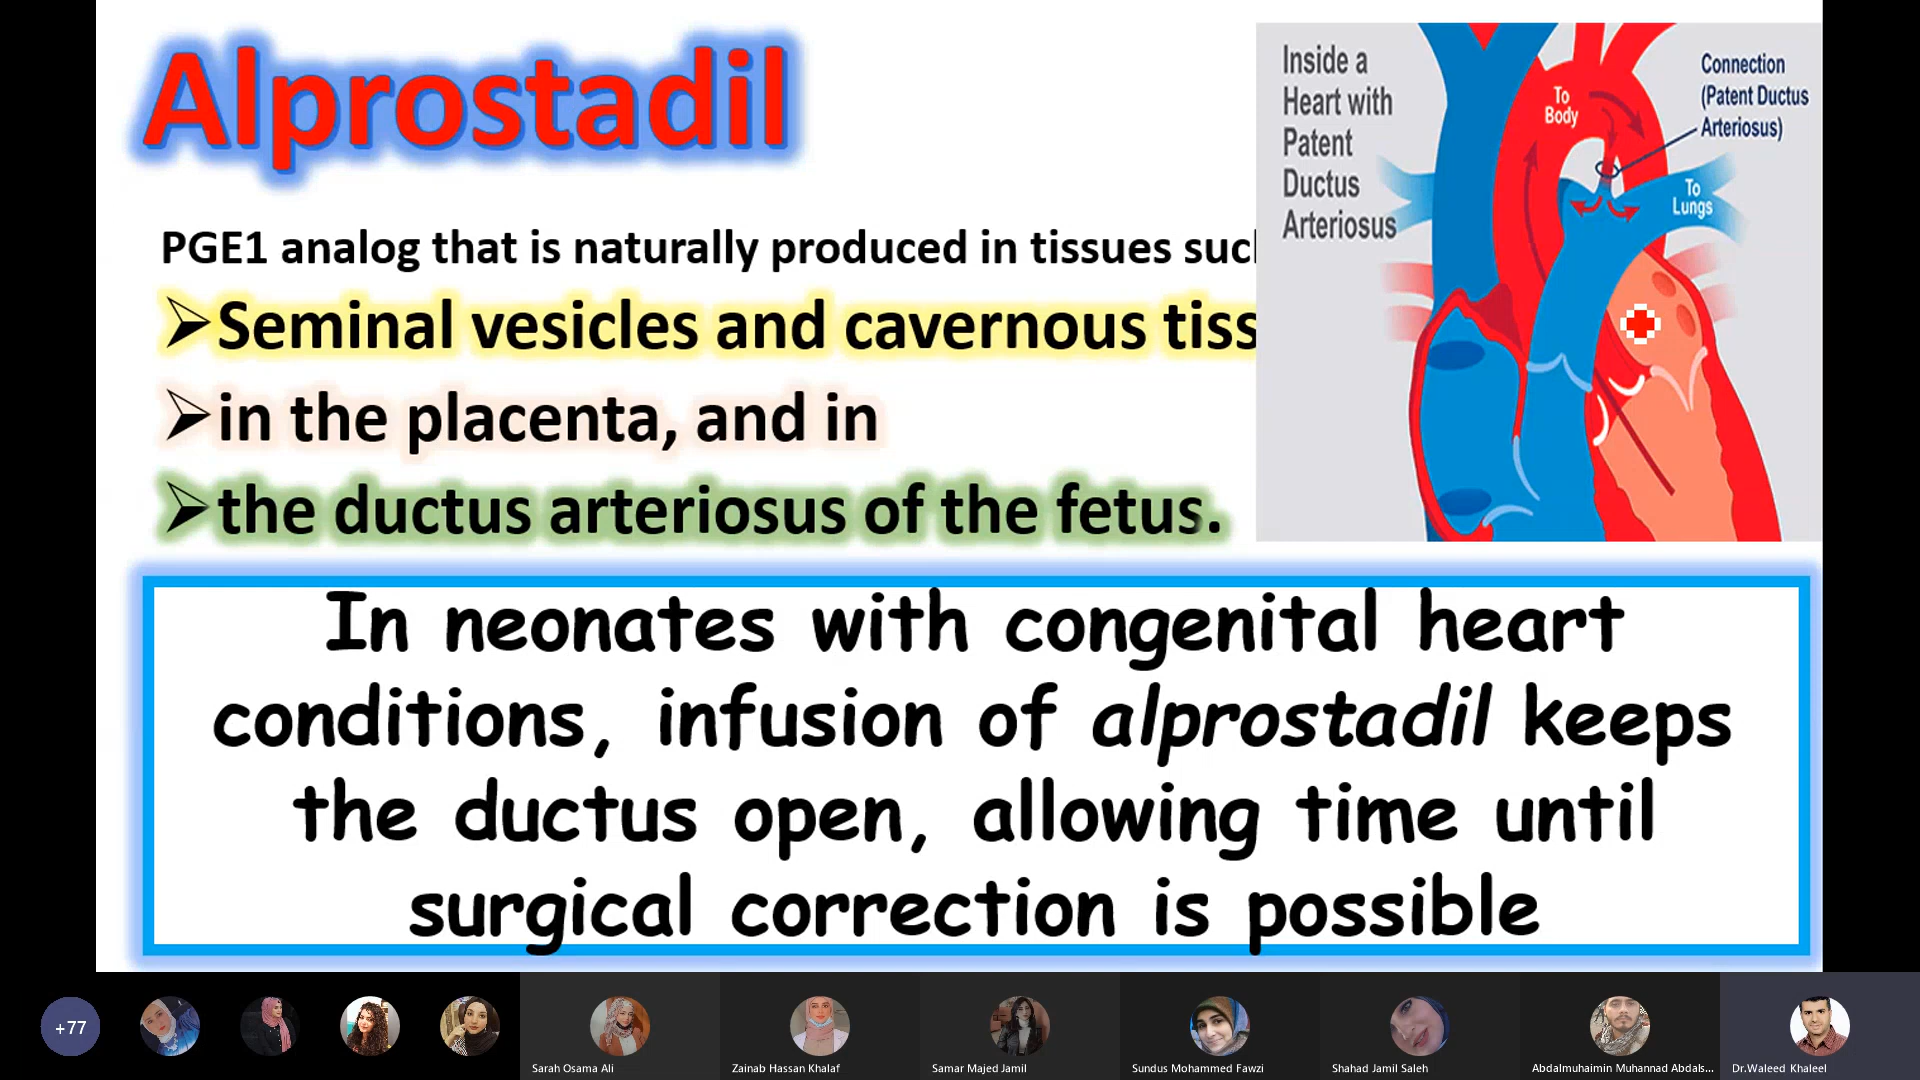 Alprostadil
PGE1 analog that is naturally produced in tissues such
➢Seminal vesicles and cavernous tiss
➢in the placenta, and in
➢the ductus arteriosus of the fetus.
Inside a
Heart with
Patent
Ductus
Arteriosus
To
Body
Connection
(Patent Ductus
Arteriosus)
To
Lungs
In neonates with congenital heart
conditions, infusion of alprostadil keeps
the ductus open, allowing time until
surgical correction is possible
+77
Sarah Osama Ali
Zainab Hassan Khalaf
Samar Majed Jamil
Sundus Mohammed Fawzi
Shahad Jamil Saleh
Abdalmuhaimin Muhannad Abdals...
Dr.Waleed Khaleel